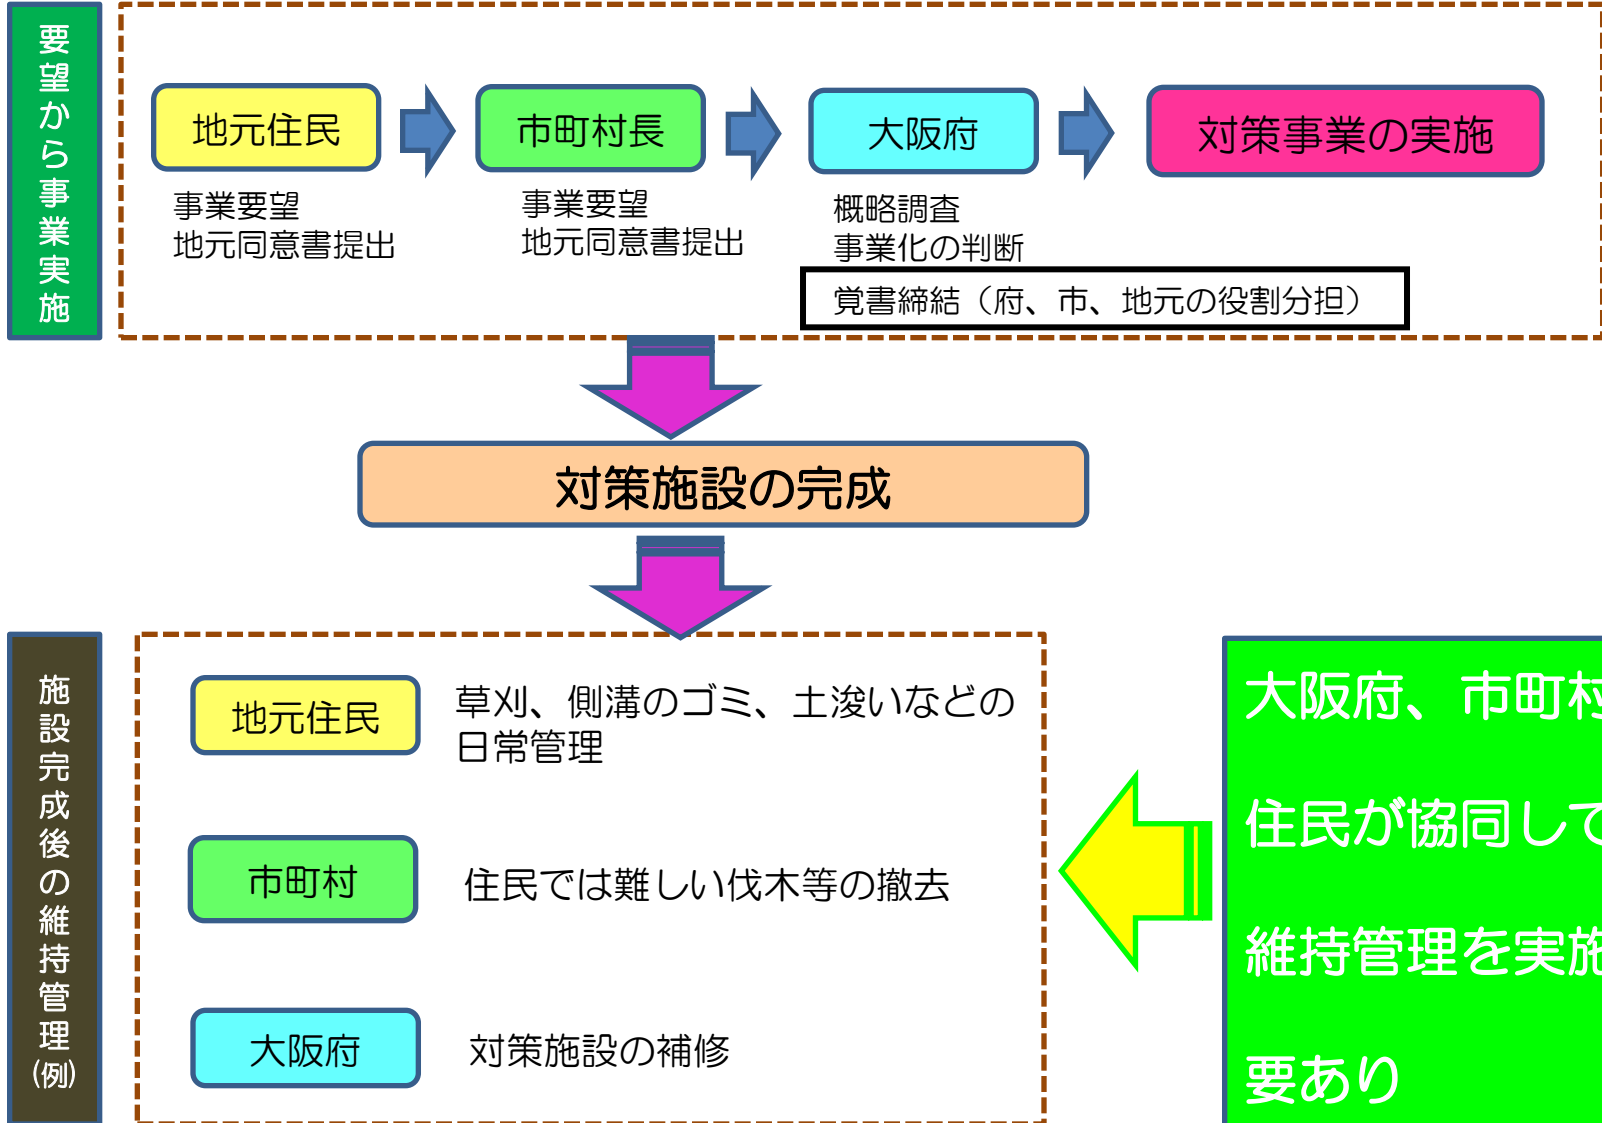 要望から事業実施
地元住民
市町村長
大阪府
対策事業の実施
事業要望
地元同意書提出
事業要望
地元同意書提出
概略調査
事業化の判断
覚書締結（府、市、地元の役割分担）
対策施設の完成
施設完成後の維持管理(例)
地元住民
草刈、側溝のゴミ、土浚いなどの
日常管理
市町村
住民では難しい伐木等の撤去
大阪府
対策施設の補修
大阪府、市町村
住民が協同して
維持管理を実施
要あり